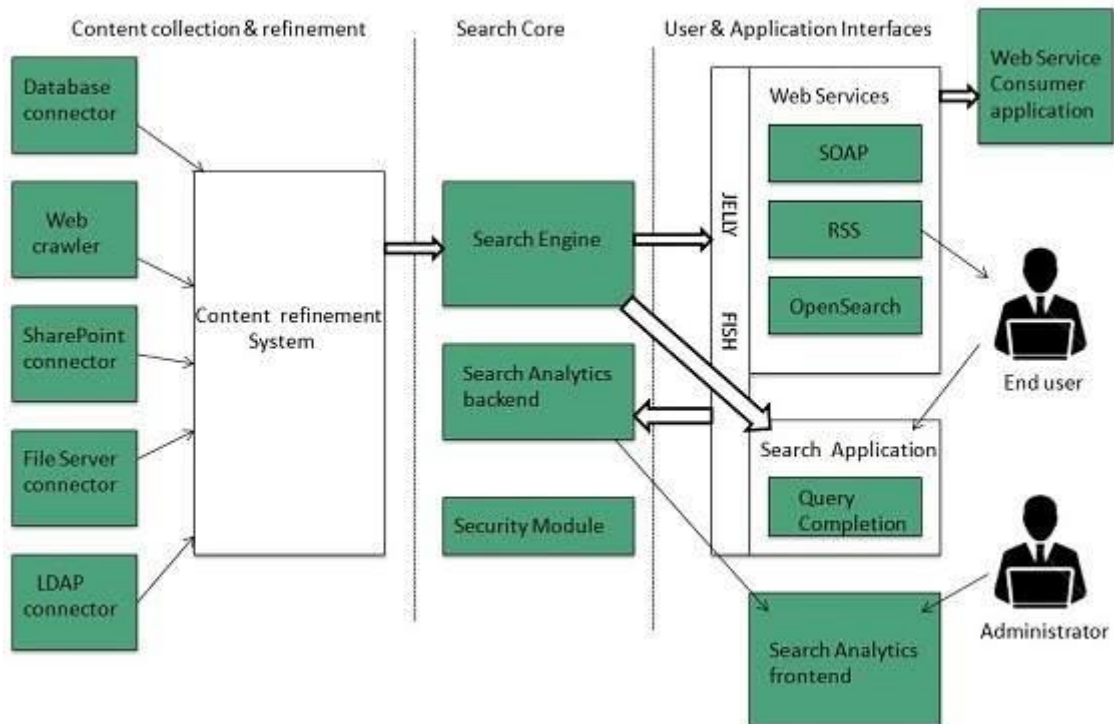 Content collection & refinement
Search Core
User & Application Interfaces
Database
connector
Web
crawler
SharePoint
connector
File Server
connector
LDAP
connector
Content refinement
System
Search Engine
Search Analytics
backend
Security Module
JELLY
FISH
Web Services
SOAP
RSS
OpenSearch
Search Application
Query
Completion
Web Service
Consumer
application
End user
Administrator
Search Analytics
frontend